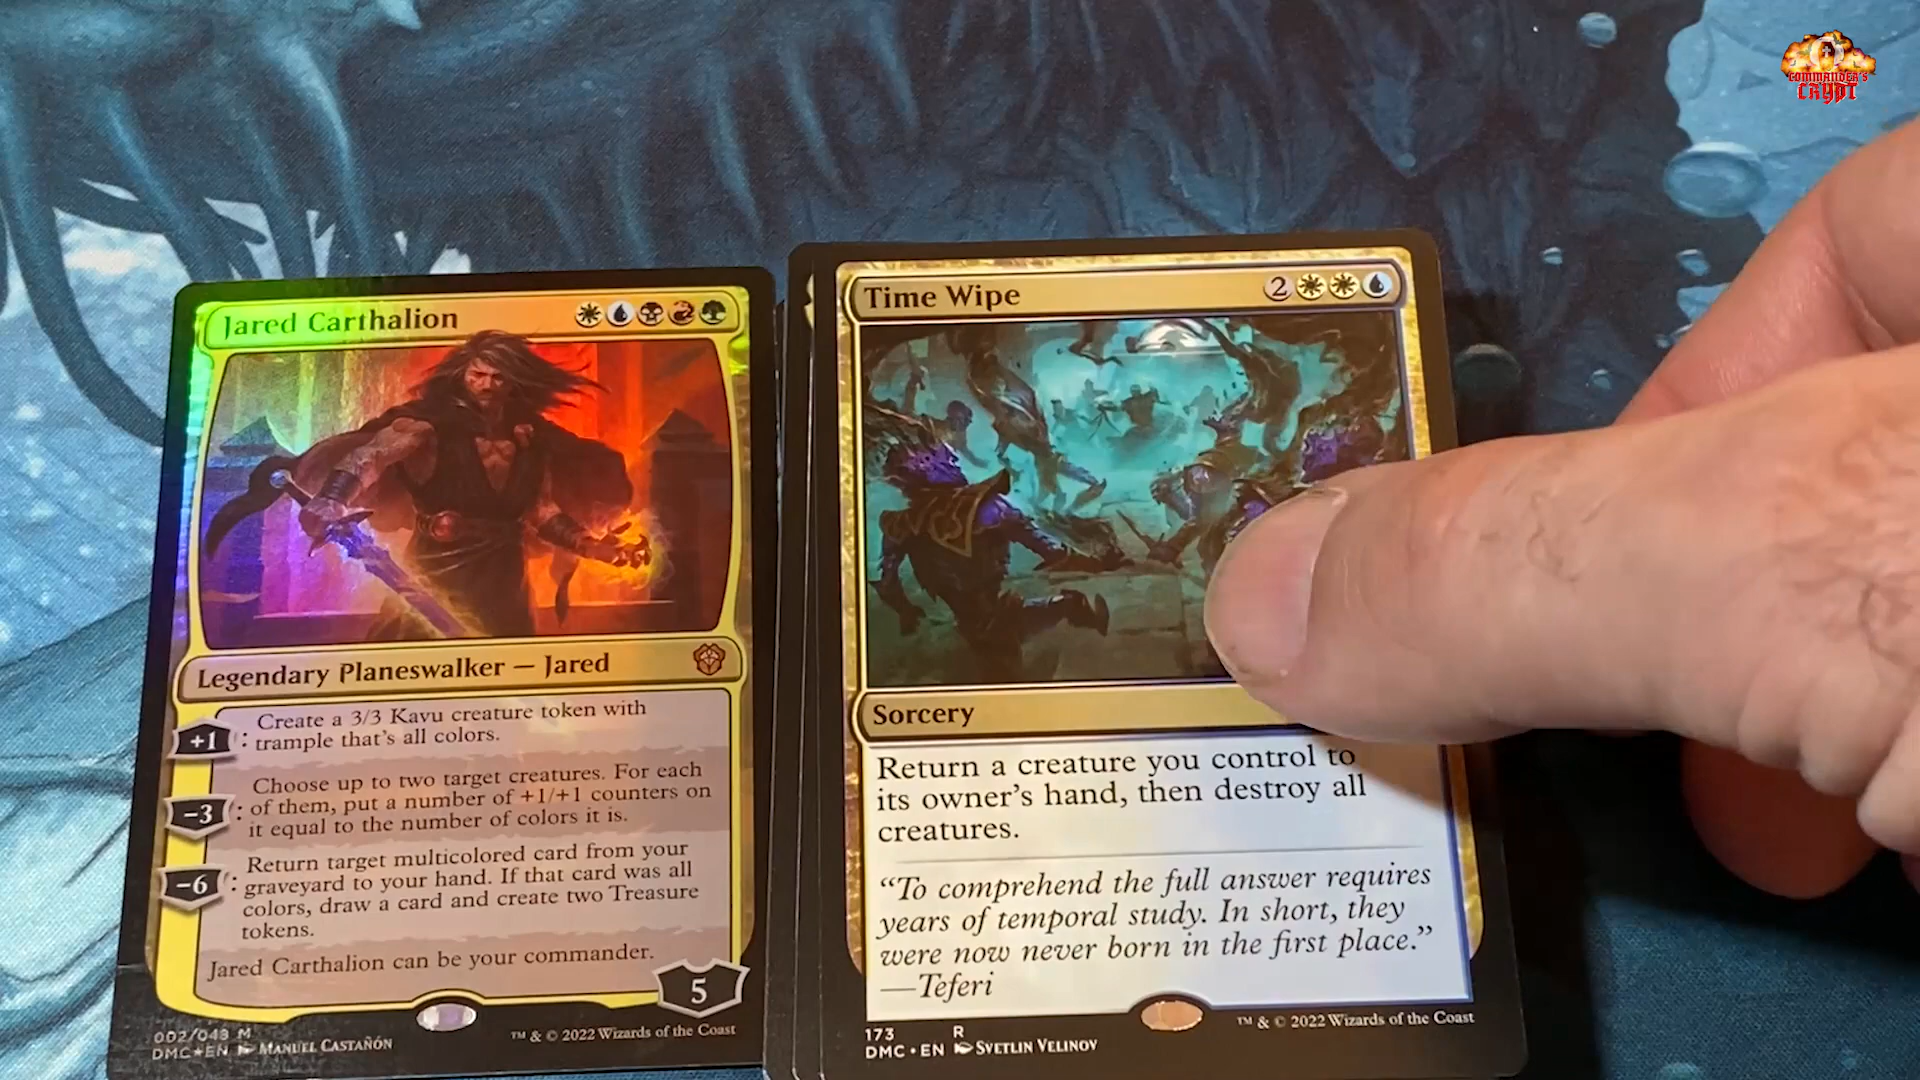 COMMANDER'S
CRYPT
Jared Carthalion
Legendary Planeswalker — Jared
+1: Create a 3/3 Kavu creature token with
trample that's all colors.
−3: Choose up to two target creatures. For each
of them, put a number of +1/+1 counters on
it equal to the number of colors it is.
−6: Return target multicolored card from your
graveyard to your hand. If that card was all
colors, draw a card and create two Treasure
tokens.
Jared Carthalion can be your commander.
5
002/048 M
DMC★EN MANUEL CASTAÑÓN
™ & © 2022 Wizards of the Coast
Time Wipe
2
Sorcery
Return a creature you control to
its owner's hand, then destroy all
creatures.
“To comprehend the full answer requires
years of temporal study. In short, they
were now never born in the first place.”
—Teferi
173 R
DMC • EN SVETLIN VELINOV
™ & © 2022 Wizards of the Coast